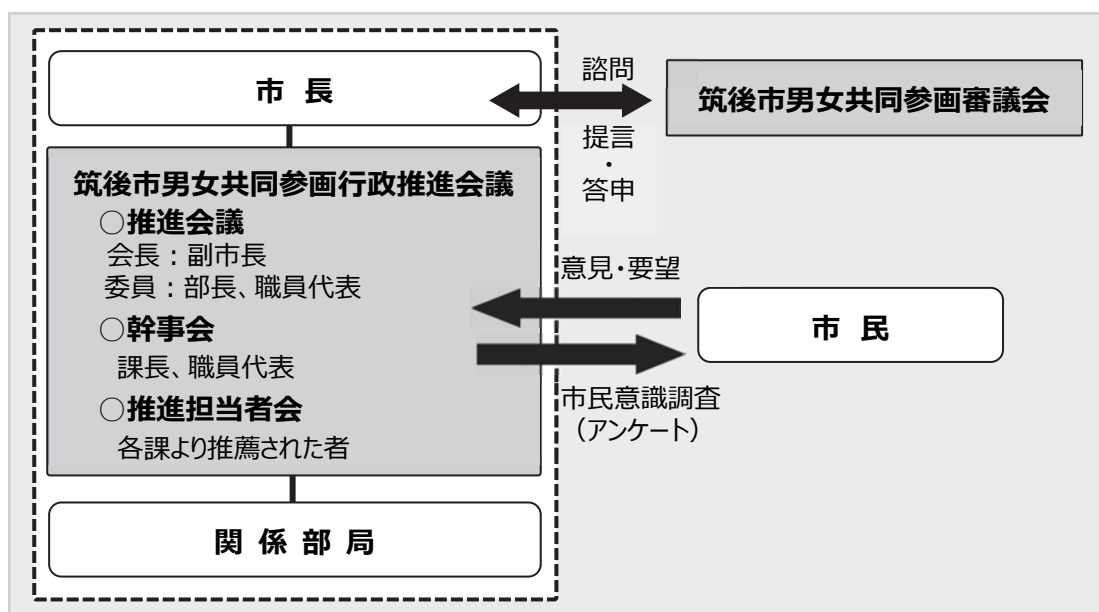 市 長
筑後市男女共同参画行政推進会議
○推進会議
会長：副市長
委員：部長、職員代表
○幹事会
課長、職員代表
○推進担当者会
各課より推薦された者
関 係 部 局
諮問
提言
・
答申
筑後市男女共同参画審議会
意見・要望
市 民
市民意識調査
（アンケート）